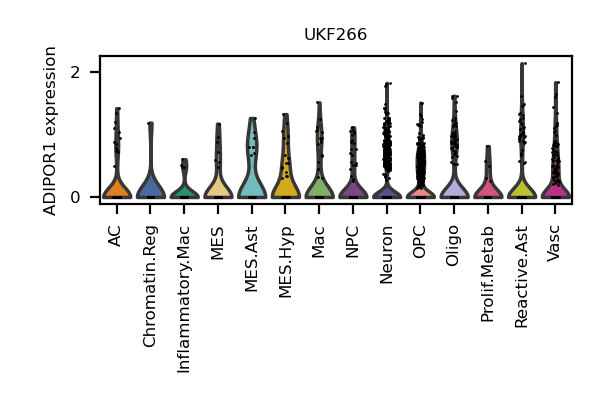 UKF266
ADIPOR1 expression
2
0
AC
Chromatin.Reg
Inflammatory.Mac
MES
MES.Ast
MES.Hyp
Mac
NPC
Neuron
OPC
Oligo
Prolif.Metab
Reactive.Ast
Vasc